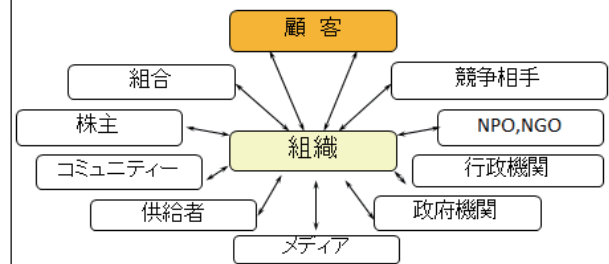 顧 客
組合
競争相手
株主
NPO,NGO
組織
コミュニティー
行政機関
供給者
政府機関
メディア